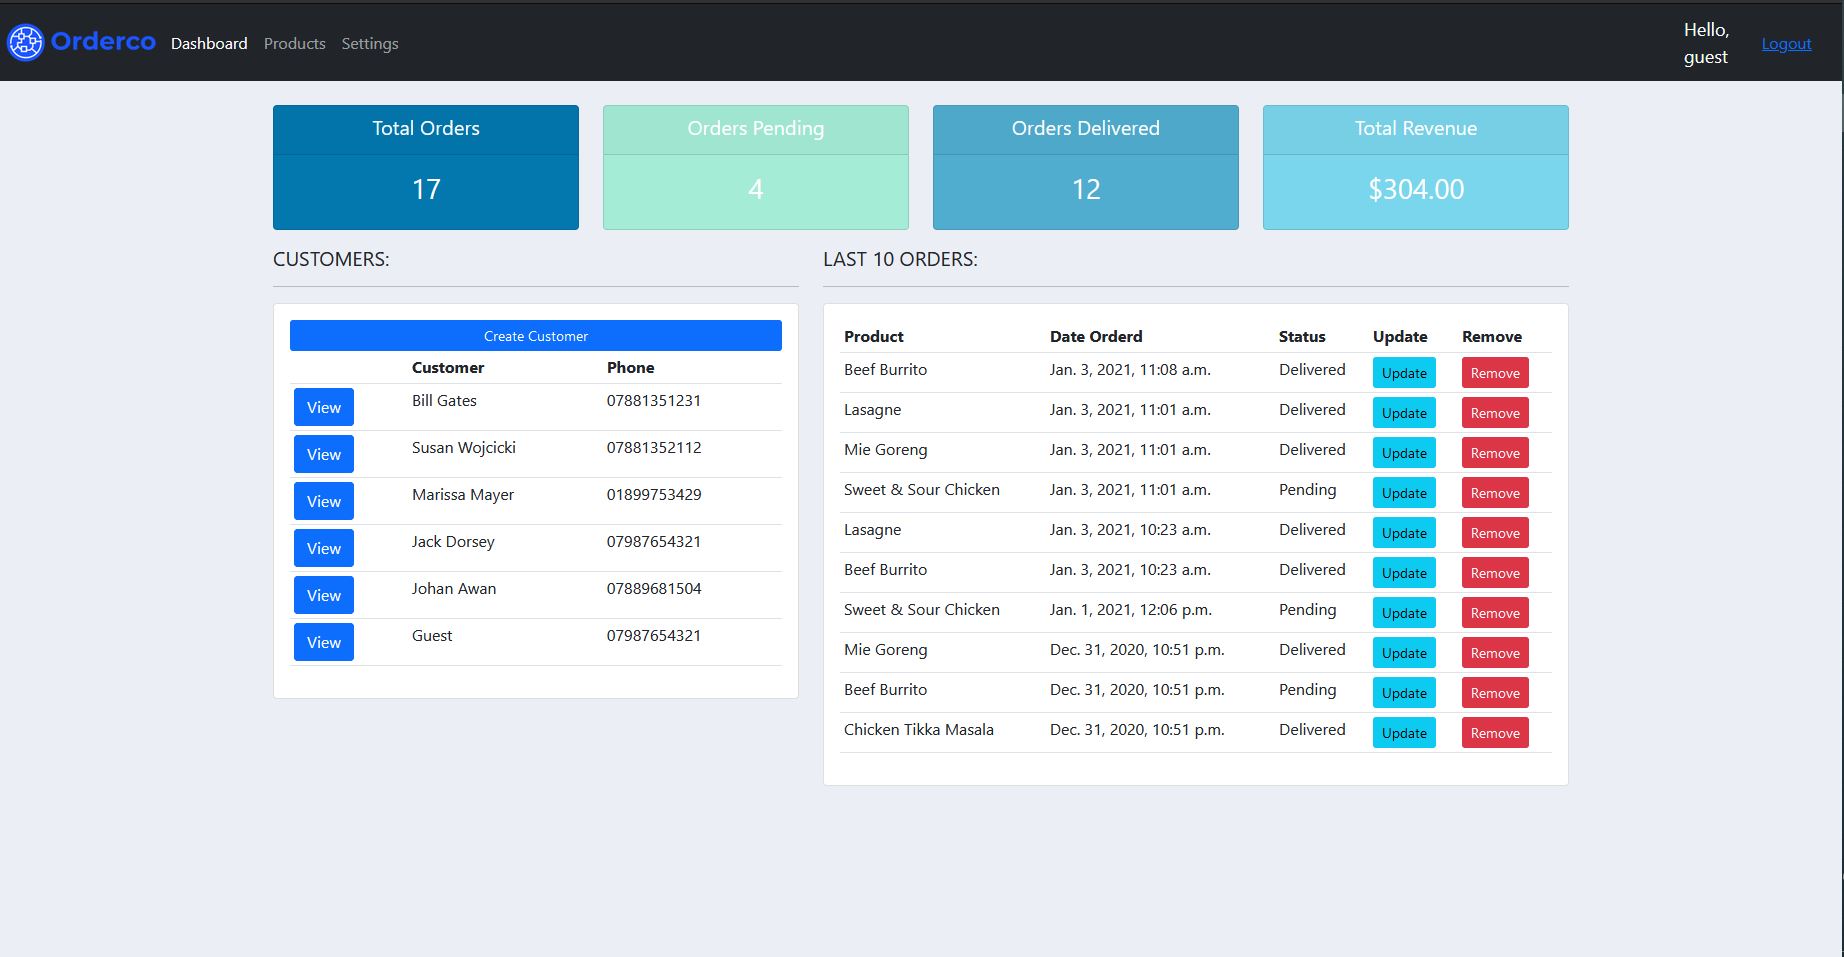 Orderco Dashboard Products Settings
Hello,
guest
Logout
Total Orders
17
Orders Pending
4
Orders Delivered
12
Total Revenue
$304.00
CUSTOMERS:
Create Customer
Customer Phone
View Bill Gates 07881351231
View Susan Wojcicki 07881352112
View Marissa Mayer 01899753429
View Jack Dorsey 07987654321
View Johan Awan 07889681504
View Guest 07987654321
LAST 10 ORDERS:
Product Date Orderd Status Update Remove
Beef Burrito Jan. 3, 2021, 11:08 a.m. Delivered Update Remove
Lasagne Jan. 3, 2021, 11:01 a.m. Delivered Update Remove
Mie Goreng Jan. 3, 2021, 11:01 a.m. Delivered Update Remove
Sweet & Sour Chicken Jan. 3, 2021, 11:01 a.m. Pending Update Remove
Lasagne Jan. 3, 2021, 10:23 a.m. Delivered Update Remove
Beef Burrito Jan. 3, 2021, 10:23 a.m. Delivered Update Remove
Sweet & Sour Chicken Jan. 1, 2021, 12:06 p.m. Pending Update Remove
Mie Goreng Dec. 31, 2020, 10:51 p.m. Delivered Update Remove
Beef Burrito Dec. 31, 2020, 10:51 p.m. Pending Update Remove
Chicken Tikka Masala Dec. 31, 2020, 10:51 p.m. Delivered Update Remove